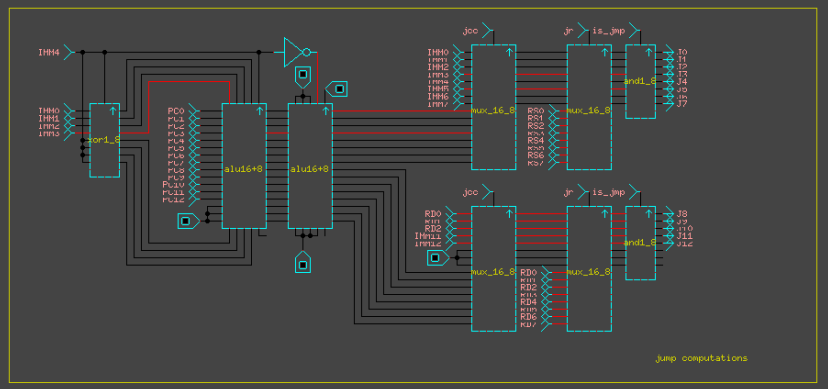 jcc
jr
is_jmp
IMM4
IMM0
IMM1
IMM2
IMM3
xor1_8
PC0
PC1
PC2
PC3
PC4
PC5
PC6
PC7
PC8
PC9
PC10
PC11
PC12
alu16+8
alu16+8
IMM0
IMM1
IMM2
IMM3
IMM4
IMM5
IMM6
IMM7
mux_16_8
RS0
RS1
RS2
RS3
RS4
RS5
RS6
RS7
mux_16_8
and1_8
J0
J1
J2
J3
J4
J5
J6
J7
jcc
jr
is_jmp
RD0
RD1
RD2
IMM11
IMM12
mux_16_8
RD0
RD1
RD2
RD3
RD4
RD5
RD6
RD7
mux_16_8
and1_8
J8
J9
J10
J11
J12
jump computations